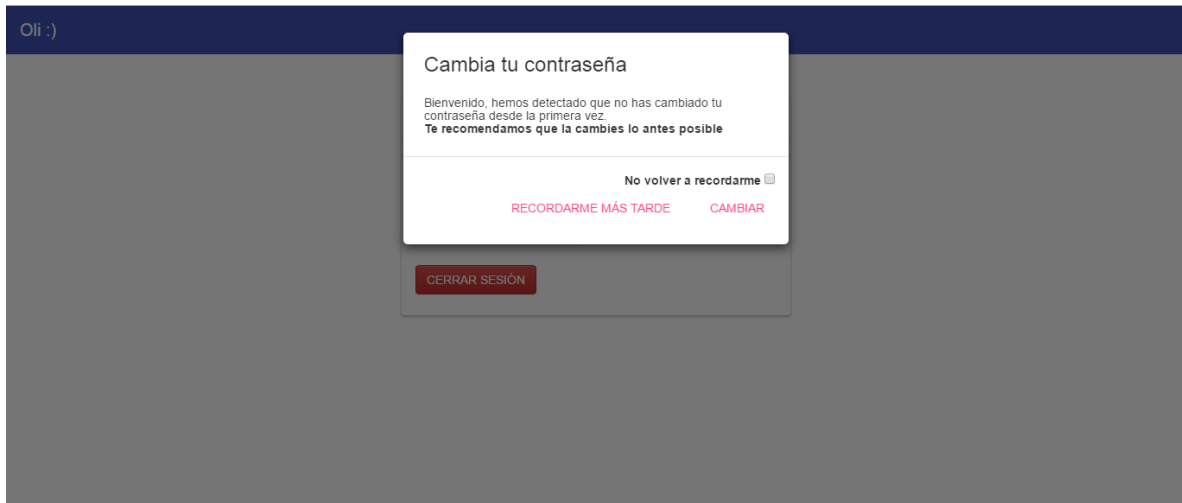 Oli :)
Cambia tu contraseña
Bienvenido, hemos detectado que no has cambiado tu
contraseña desde la primera vez.
Te recomendamos que la cambies lo antes posible
No volver a recordarme
RECORDARME MÁS TARDE CAMBIAR
CERRAR SESIÓN